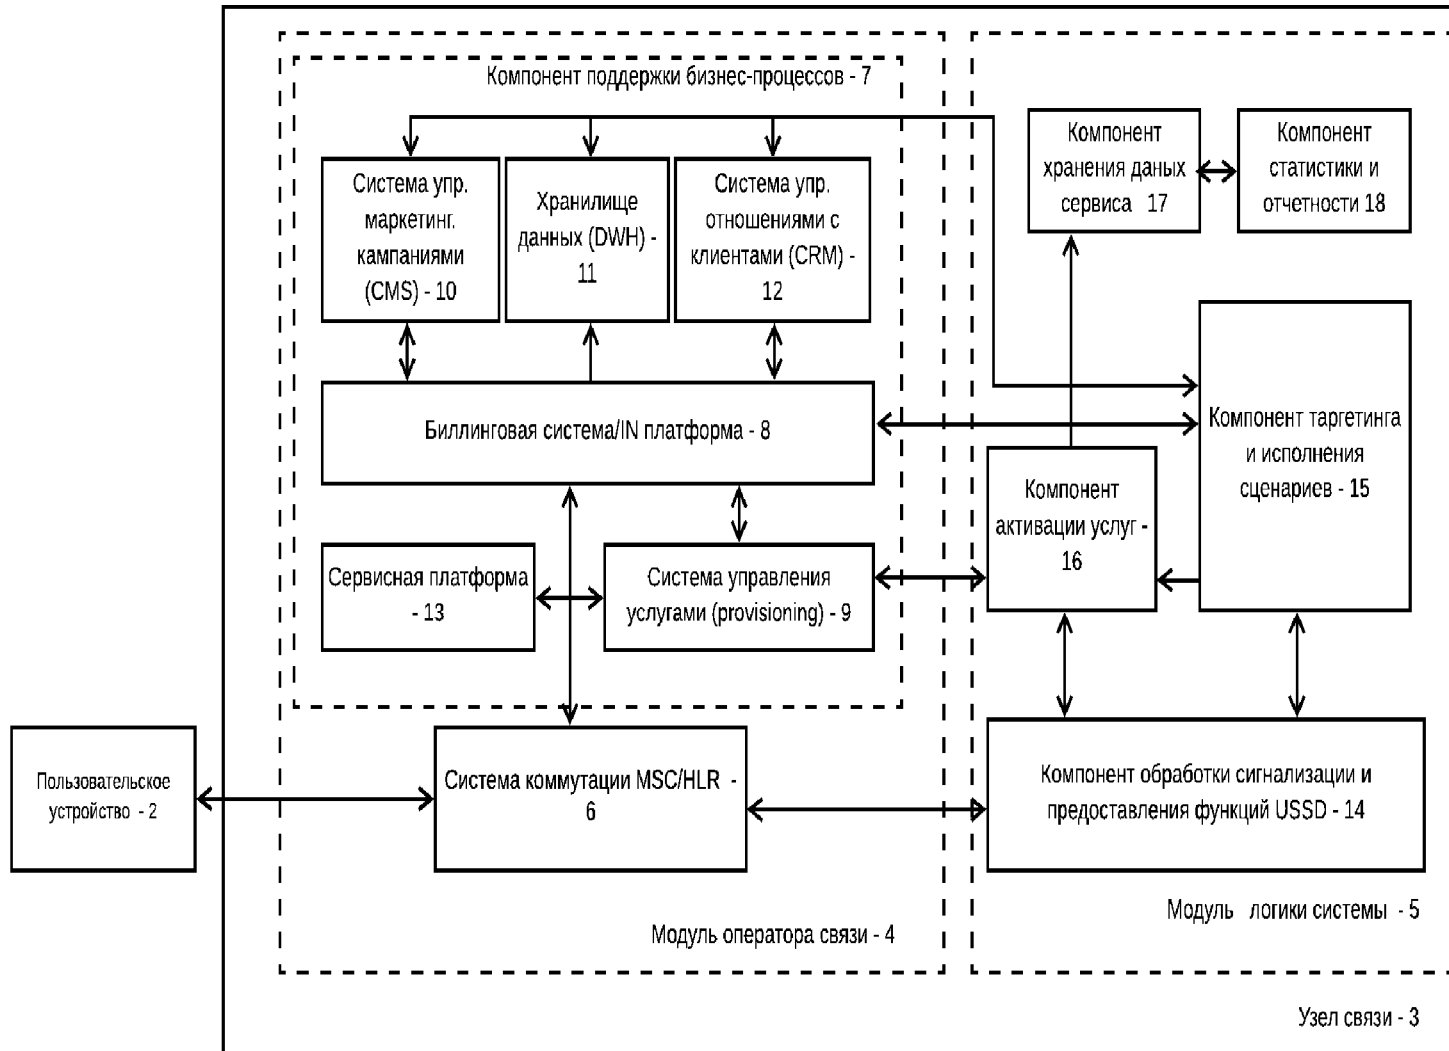 Компонент поддержки бизнес-процессов - 7
Система упр.
маркетинг.
кампаниями
(CMS) - 10
Хранилище
данных (DWH) -
11
Система упр.
отношениями с
клиентами (CRM) -
12
Компонент
хранения даных
сервиса 17
Компонент
статистики и
отчетности 18
Биллинговая система/IN платформа - 8
Компонент таргетинга
и исполнения
сценариев - 15
Компонент
активации услуг -
16
Сервисная платформа
- 13
Система управления
услугами (provisioning) - 9
Пользовательское
устройство - 2
Система коммутации MSC/HLR -
6
Компонент обработки сигнализации и
предоставления функций USSD - 14
Модуль логики системы - 5
Модуль оператора связи - 4
Узел связи - 3